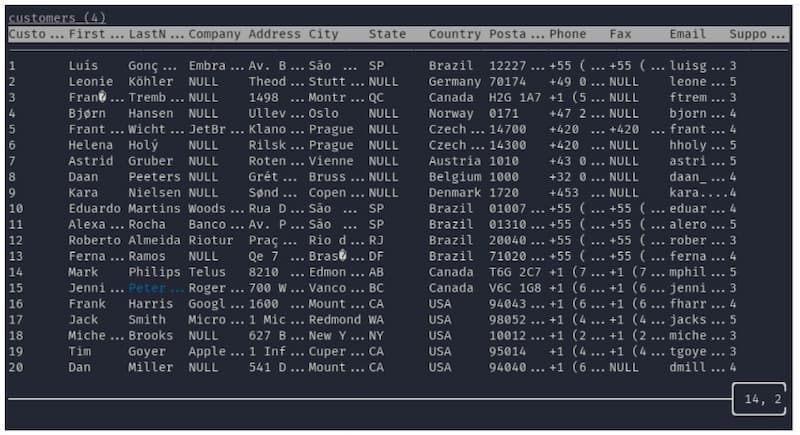 customers (4)
Custo ... First ... LastN ... Company Address City State Country Posta ... Phone Fax Email Suppo ...
1 Luís Gonç ... Embra ... Av. B ... São ... SP Brazil 12227 ... +55 ( ... +55 ( ... luisg ... 3
2 Leonie Köhler NULL Theod ... Stutt ... NULL Germany 70174 +49 0 ... NULL leone ... 5
3 Fran� ... Tremb ... NULL 1498 ... Montr ... QC Canada H2G 1A7 +1 (5 ... NULL ftrem ... 3
4 Bjørn Hansen NULL Ullev ... Oslo NULL Norway 0171 +47 2 ... NULL bjorn ... 4
5 Frant ... Wicht ... JetBr ... Klano ... Prague NULL Czech ... 14700 +420 ... +420 ... frant ... 4
6 Helena Holý NULL Rilsk ... Prague NULL Czech ... 14300 +420 ... NULL hholy ... 5
7 Astrid Gruber NULL Roten ... Vienne NULL Austria 1010 +43 0 ... NULL astri ... 5
8 Daan Peeters NULL Grét ... Bruss ... NULL Belgium 1000 +32 0 ... NULL daan_ ... 4
9 Kara Nielsen NULL Sønd ... Copen ... NULL Denmark 1720 +453 ... NULL kara. ... 4
10 Eduardo Martins Woods ... Rua D ... São ... SP Brazil 01007 ... +55 ( ... +55 ( ... eduar ... 4
11 Alexa ... Rocha Banco ... Av. P ... São ... SP Brazil 01310 ... +55 ( ... +55 ( ... alero ... 5
12 Roberto Almeida Riotur Praç ... Rio d ... RJ Brazil 20040 ... +55 ( ... +55 ( ... rober ... 3
13 Ferna ... Ramos NULL Qe 7 ... Bras� ... DF Brazil 71020 ... +55 ( ... +55 ( ... ferna ... 4
14 Mark Philips Telus 8210 ... Edmon ... AB Canada T6G 2C7 +1 (7 ... +1 (7 ... mphil ... 5
15 Jenni ... Peter ... Roger ... 700 W ... Vanco ... BC Canada V6C 1G8 +1 (6 ... +1 (6 ... jenni ... 3
16 Frank Harris Googl ... 1600 ... Mount ... CA USA 94043 ... +1 (6 ... +1 (6 ... fharr ... 4
17 Jack Smith Micro ... 1 Mic ... Redmond WA USA 98052 ... +1 (4 ... +1 (4 ... jacks ... 5
18 Miche ... Brooks NULL 627 B ... New Y ... NY USA 10012 ... +1 (2 ... +1 (2 ... miche ... 3
19 Tim Goyer Apple ... 1 Inf ... Cuper ... CA USA 95014 +1 (4 ... +1 (4 ... tgoye ... 3
20 Dan Miller NULL 541 D ... Mount ... CA USA 94040 ... +1 (6 ... NULL dmill ... 4
14, 2